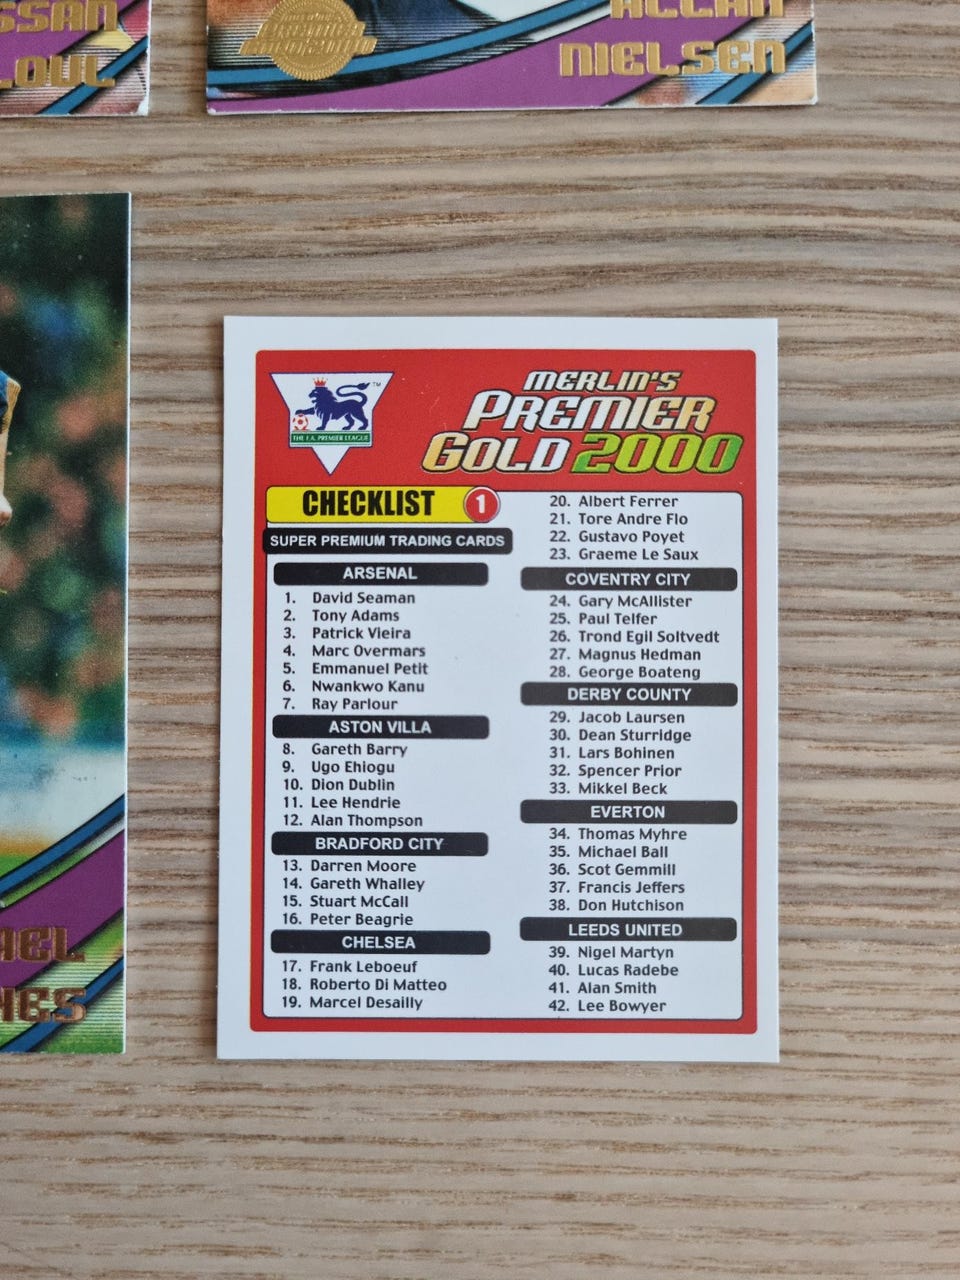 SSAN
LOUL
ALLAN
NIELSEN
AEL
MERLIN'S
PREMIER
GOLD 2000
™
THE F.A. PREMIER LEAGUE
CHECKLIST 1
SUPER PREMIUM TRADING CARDS
ARSENAL
1. David Seaman
2. Tony Adams
3. Patrick Vieira
4. Marc Overmars
5. Emmanuel Petit
6. Nwankwo Kanu
7. Ray Parlour
ASTON VILLA
8. Gareth Barry
9. Ugo Ehiogu
10. Dion Dublin
11. Lee Hendrie
12. Alan Thompson
BRADFORD CITY
13. Darren Moore
14. Gareth Whalley
15. Stuart McCall
16. Peter Beagrie
CHELSEA
17. Frank Leboeuf
18. Roberto Di Matteo
19. Marcel Desailly
20. Albert Ferrer
21. Tore Andre Flo
22. Gustavo Poyet
23. Graeme Le Saux
COVENTRY CITY
24. Gary McAllister
25. Paul Telfer
26. Trond Egil Soltvedt
27. Magnus Hedman
28. George Boateng
DERBY COUNTY
29. Jacob Laursen
30. Dean Sturridge
31. Lars Bohinen
32. Spencer Prior
33. Mikkel Beck
EVERTON
34. Thomas Myhre
35. Michael Ball
36. Scot Gemmill
37. Francis Jeffers
38. Don Hutchison
LEEDS UNITED
39. Nigel Martyn
40. Lucas Radebe
41. Alan Smith
42. Lee Bowyer